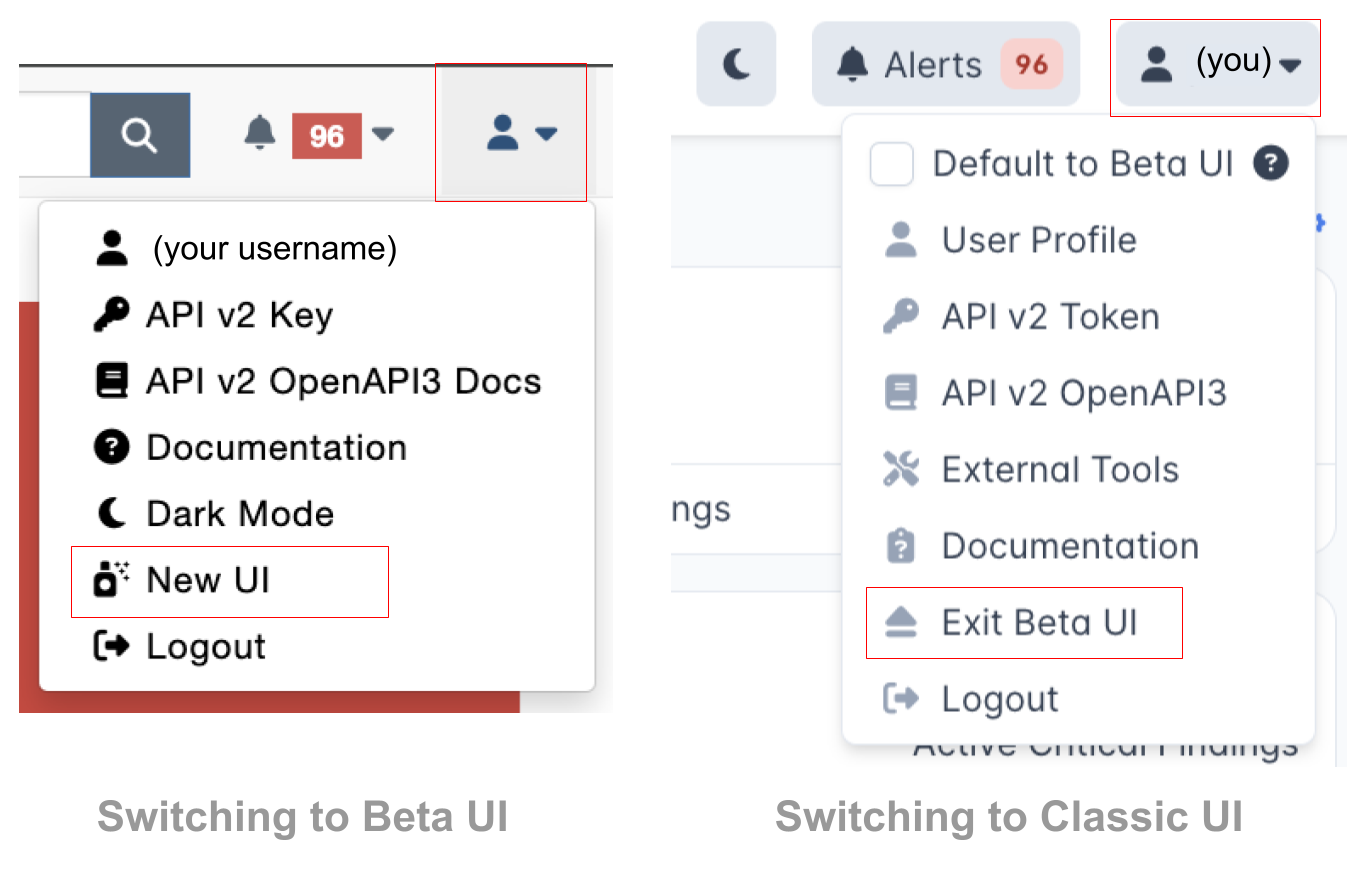 96
(your username)
API v2 Key
API v2 OpenAPI3 Docs
Documentation
Dark Mode
New UI
Logout
Switching to Beta UI
Alerts 96 (you)
Default to Beta UI ?
User Profile
API v2 Token
API v2 OpenAPI3
External Tools
Documentation
ngs
Exit Beta UI
Logout
Active Critical Findings
Switching to Classic UI